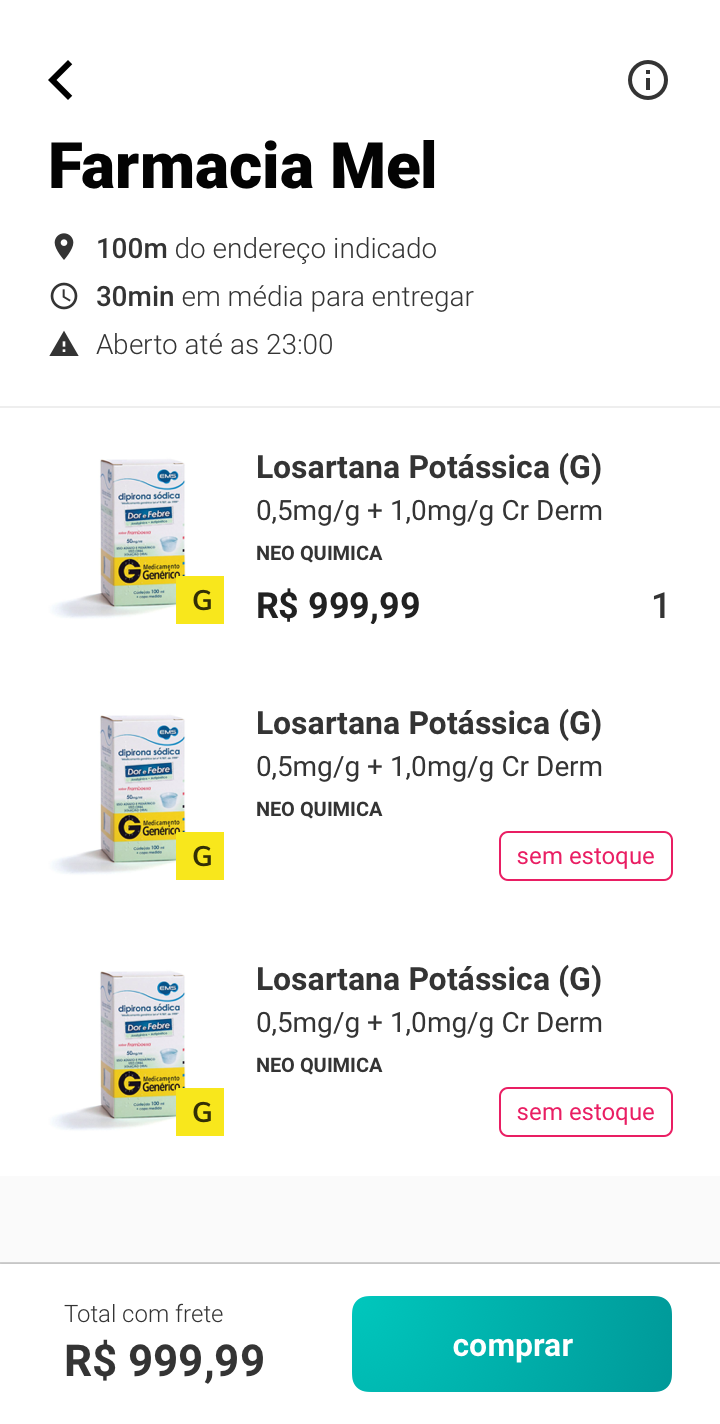 Farmacia Mel
100m do endereço indicado
30min em média para entregar
Aberto até as 23:00
EMS
dipirona sódica
Dor e Febre
G Medicamento
Genérico
G
Losartana Potássica (G)
0,5mg/g + 1,0mg/g Cr Derm
NEO QUIMICA
R$ 999,99
1
EMS
dipirona sódica
Dor e Febre
G Medicamento
Genérico
G
Losartana Potássica (G)
0,5mg/g + 1,0mg/g Cr Derm
NEO QUIMICA
sem estoque
EMS
dipirona sódica
Dor e Febre
G Medicamento
Genérico
G
Losartana Potássica (G)
0,5mg/g + 1,0mg/g Cr Derm
NEO QUIMICA
sem estoque
Total com frete
R$ 999,99
comprar